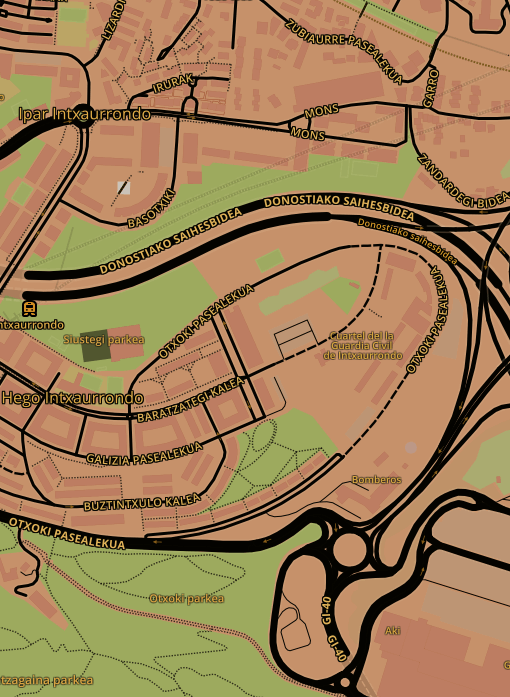 LIZARDI
ZUBIAURRE-PASEALEKUA
GARRO
IRURAK
Ipar Intxaurrondo
MONS
MONS
ZANDARDEGI BIDEA
BASOTXIKI
DONOSTIAKO SAIHESBIDEA
DONOSTIAKO SAIHESBIDEA
Donostiako saihesbidea
OTXOKI-PASEALEKUA
OTXOKI-PASEALEKUA
ntxaurrondo
Siustegi parkea
Cuartel del la
Guardia Civil
de Intxaurrondo
Hego Intxaurrondo
BARATZATEGI KALEA
GALIZIA-PASEALEKUA
BUZTINTXULO KALEA
Bomberos
OTXOKI PASEALEKUA
Otxoki parkea
GI-40
GI-40
Aki
tzagaina-parkea